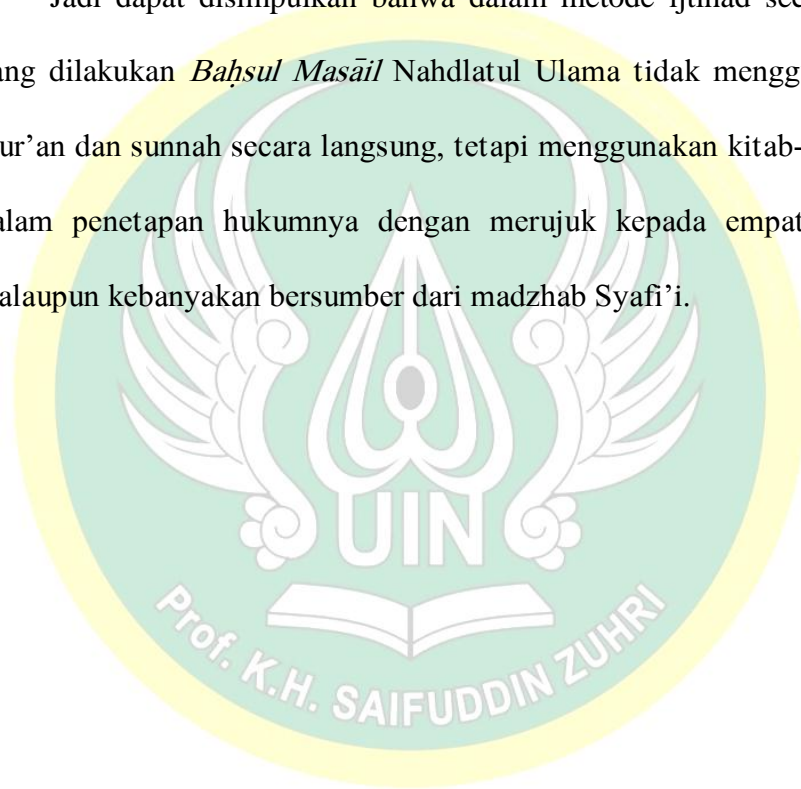 Jadi dapat disimpulkan bahwa dalam metode ijtihad sec
ang dilakukan Baḥsul Masāil Nahdlatul Ulama tidak mengg
ur’an dan sunnah secara langsung, tetapi menggunakan kitab-
alam penetapan hukumnya dengan merujuk kepada empat
alaupun kebanyakan bersumber dari madzhab Syafi’i.
UIN
Prof. K.H. SAIFUDDIN ZUHRI